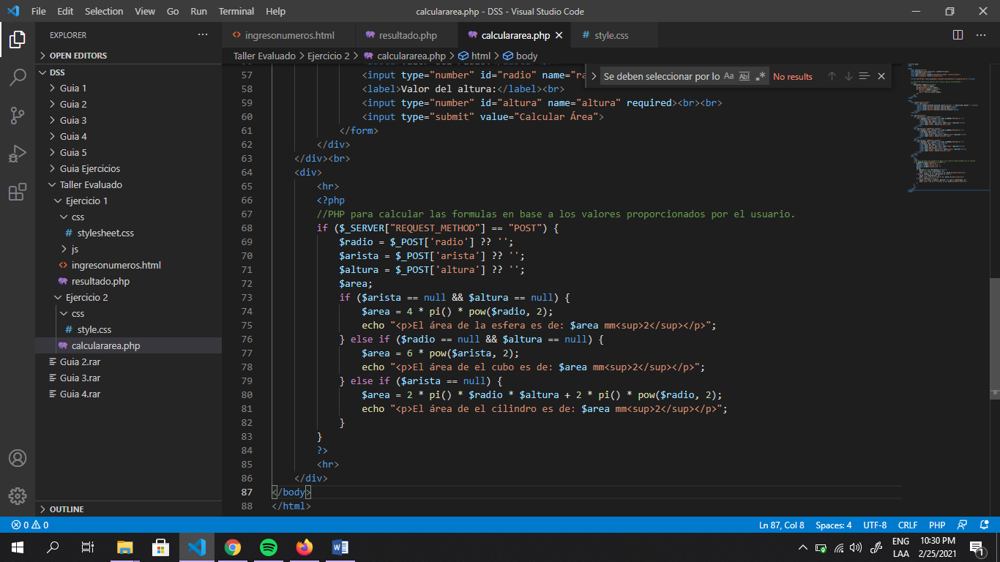 File Edit Selection View Go Run Terminal Help calculararea.php - DSS - Visual Studio Code
EXPLORER
OPEN EDITORS
DSS
Guia 1
Guia 2
Guia 3
Guia 4
Guia 5
Guia Ejercicios
Taller Evaluado
Ejercicio 1
css
# stylesheet.css
js
<> ingresonumeros.html
resultado.php
Ejercicio 2
css
# style.css
calculararea.php
Guia 2.rar
Guia 3.rar
Guia 4.rar
OUTLINE
<> ingresonumeros.html resultado.php calculararea.php # style.css
Taller Evaluado > Ejercicio 2 > calculararea.php > html > body
Se deben seleccionar por lo Aa Abl .* No results
57 <input type="number" id="radio" name="ra
58 <label>Valor del altura:</label><br>
59 <input type="number" id="altura" name="altura" required><br><br>
60 <input type="submit" value="Calcular Área">
61 </form>
62 </div>
63 </div><br>
64 <div>
65 <hr>
66 <?php
67 //PHP para calcular las formulas en base a los valores proporcionados por el usuario.
68 if ($_SERVER["REQUEST_METHOD"] == "POST") {
69 $radio = $_POST['radio'] ?? '';
70 $arista = $_POST['arista'] ?? '';
71 $altura = $_POST['altura'] ?? '';
72 $area;
73 if ($arista == null && $altura == null) {
74 $area = 4 * pi() * pow($radio, 2);
75 echo "<p>El área de la esfera es de: $area mm<sup>2</sup></p>";
76 } else if ($radio == null && $altura == null) {
77 $area = 6 * pow($arista, 2);
78 echo "<p>El área de el cubo es de: $area mm<sup>2</sup></p>";
79 } else if ($arista == null) {
80 $area = 2 * pi() * $radio * $altura + 2 * pi() * pow($radio, 2);
81 echo "<p>El área de el cilindro es de: $area mm<sup>2</sup></p>";
82 }
83 }
84 ?>
85 <hr>
86 </div>
87 </body>
88 </html>
0 0 Ln 87, Col 8 Spaces: 4 UTF-8 CRLF PHP
ENG 10:30 PM
LAA 2/25/2021 1